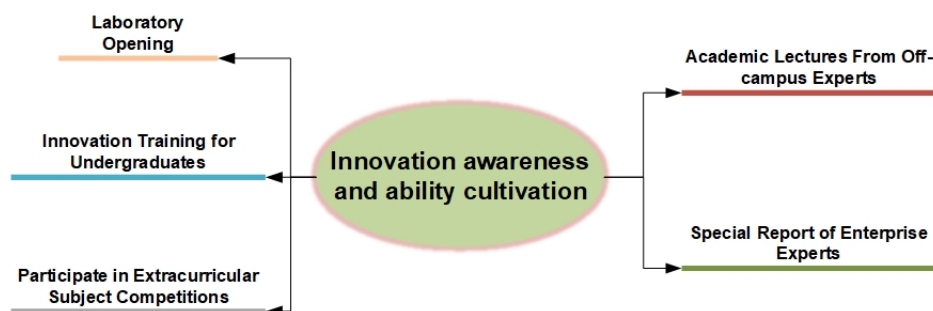 Laboratory
Opening
Innovation Training for
Undergraduates
Participate in Extracurricular
Subject Competitions
Innovation awareness
and ability cultivation
Academic Lectures From Off-
campus Experts
Special Report of Enterprise
Experts